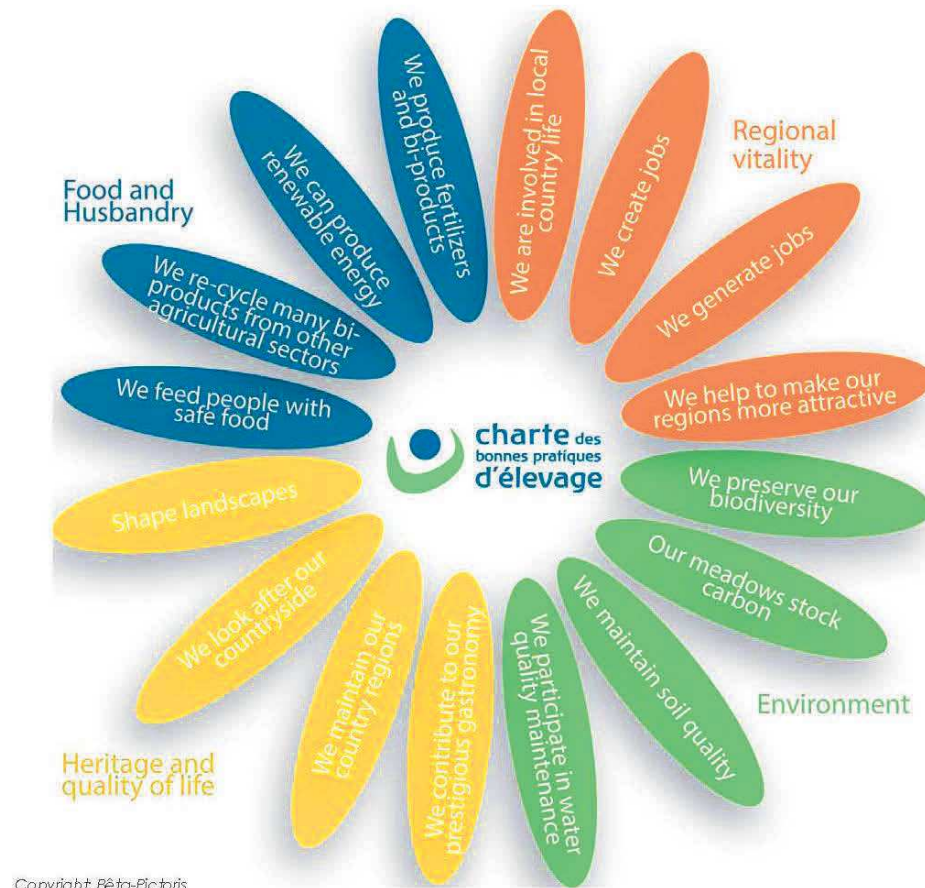 Food and
Husbandry
We produce fertilizers
and bi-products
We can produce
renewable energy
We re-cycle many bi-
products from other
agricultural sectors
We feed people with
safe food
Regional
vitality
We are involved in local
country life
We create jobs
We generate jobs
We help to make our
regions more attractive
charte des
bonnes pratiques
d'élevage
We preserve our
biodiversity
Our meadows stock
carbon
We maintain soil quality
We participate in water
quality maintenance
Environment
Shape landscapes
We look after our
countryside
We maintain our
country regions
We contribute to our
prestigious gastronomy
Heritage and
quality of life
Copyright Bêta-Pictoris